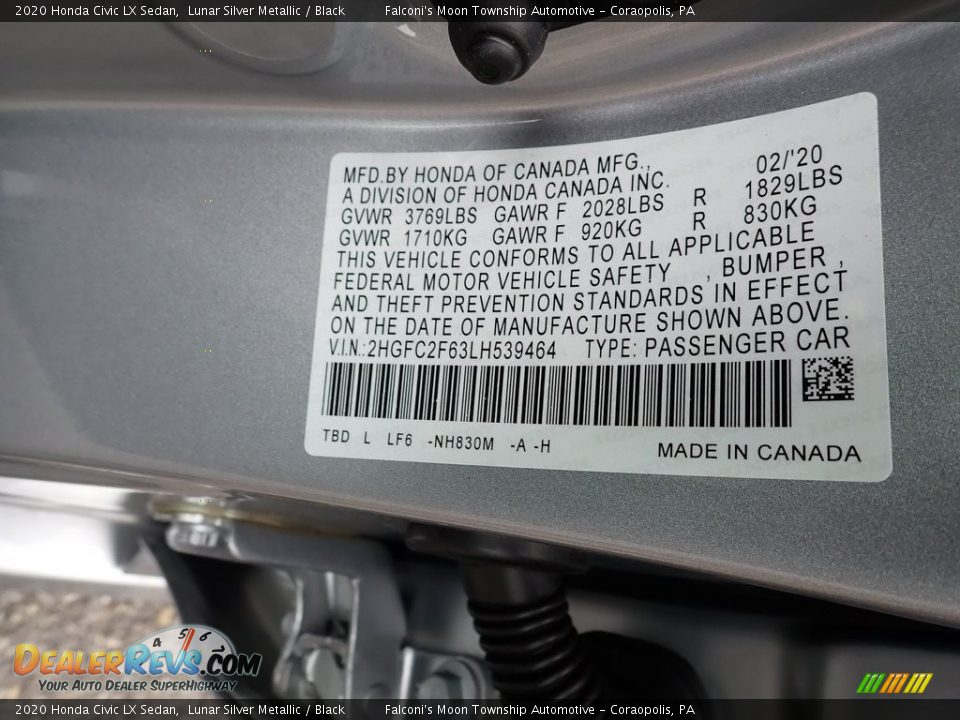 2020 Honda Civic LX Sedan, Lunar Silver Metallic / Black Falconi's Moon Township Automotive - Coraopolis, PA
MFD.BY HONDA OF CANADA MFG., 02/'20
A DIVISION OF HONDA CANADA INC.
GVWR 3769LBS GAWR F 2028LBS R 1829LBS
GVWR 1710KG GAWR F 920KG R 830KG
THIS VEHICLE CONFORMS TO ALL APPLICABLE
FEDERAL MOTOR VEHICLE SAFETY , BUMPER ,
AND THEFT PREVENTION STANDARDS IN EFFECT
ON THE DATE OF MANUFACTURE SHOWN ABOVE.
V.I.N.:2HGFC2F63LH539464 TYPE: PASSENGER CAR
TBD L LF6 -NH830M -A -H MADE IN CANADA
4 5 6
DEALERREVS.COM
YOUR AUTO DEALER SUPERHIGHWAY
2020 Honda Civic LX Sedan, Lunar Silver Metallic / Black Falconi's Moon Township Automotive - Coraopolis, PA